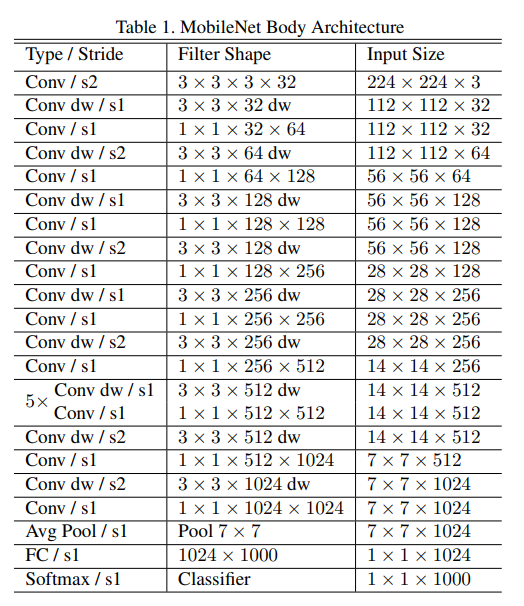 Table 1. MobileNet Body Architecture
Type / Stride Filter Shape Input Size
Conv / s2 3 × 3 × 3 × 32 224 × 224 × 3
Conv dw / s1 3 × 3 × 32 dw 112 × 112 × 32
Conv / s1 1 × 1 × 32 × 64 112 × 112 × 32
Conv dw / s2 3 × 3 × 64 dw 112 × 112 × 64
Conv / s1 1 × 1 × 64 × 128 56 × 56 × 64
Conv dw / s1 3 × 3 × 128 dw 56 × 56 × 128
Conv / s1 1 × 1 × 128 × 128 56 × 56 × 128
Conv dw / s2 3 × 3 × 128 dw 56 × 56 × 128
Conv / s1 1 × 1 × 128 × 256 28 × 28 × 128
Conv dw / s1 3 × 3 × 256 dw 28 × 28 × 256
Conv / s1 1 × 1 × 256 × 256 28 × 28 × 256
Conv dw / s2 3 × 3 × 256 dw 28 × 28 × 256
Conv / s1 1 × 1 × 256 × 512 14 × 14 × 256
5× Conv dw / s1 3 × 3 × 512 dw 14 × 14 × 512
Conv / s1 1 × 1 × 512 × 512 14 × 14 × 512
Conv dw / s2 3 × 3 × 512 dw 14 × 14 × 512
Conv / s1 1 × 1 × 512 × 1024 7 × 7 × 512
Conv dw / s2 3 × 3 × 1024 dw 7 × 7 × 1024
Conv / s1 1 × 1 × 1024 × 1024 7 × 7 × 1024
Avg Pool / s1 Pool 7 × 7 7 × 7 × 1024
FC / s1 1024 × 1000 1 × 1 × 1024
Softmax / s1 Classifier 1 × 1 × 1000